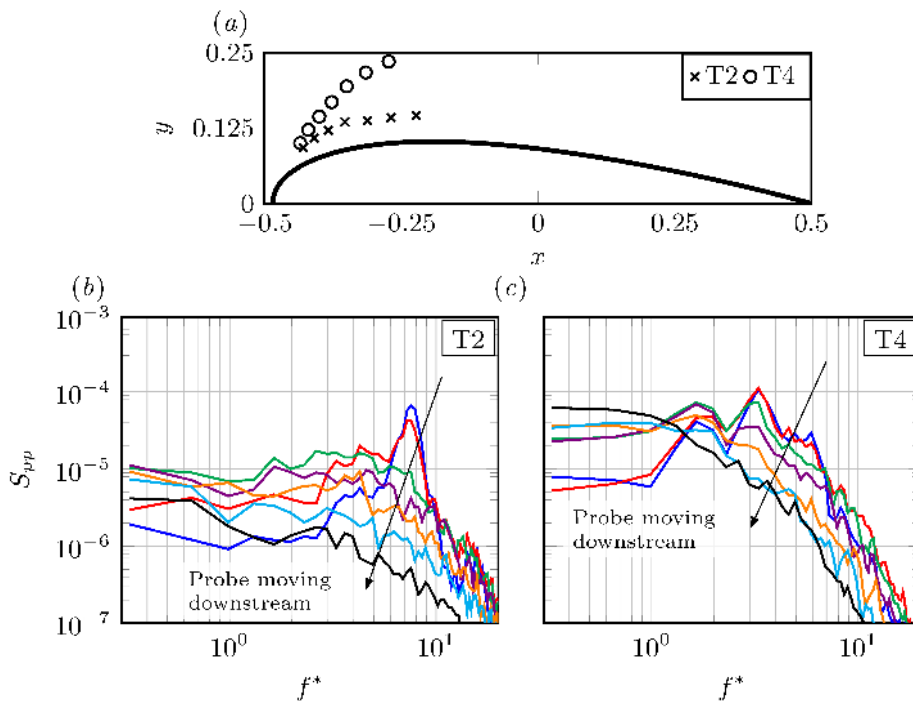 (a)
0.25
× T2 ○ T4
y
0.125
0
−0.5
−0.25
0
0.25
0.5
x
(b)
(c)
10⁻³
T2
T4
10⁻⁴
S_pp
10⁻⁵
10⁻⁶
Probe moving
downstream
Probe moving
downstream
10⁻⁷
10⁰
10¹
10⁰
10¹
f*
f*